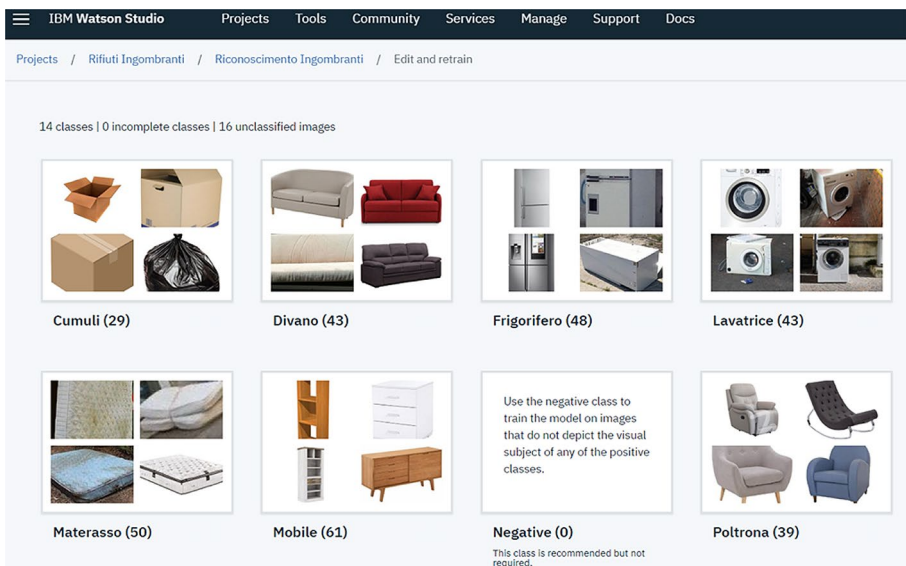 IBM Watson Studio Projects Tools Community Services Manage Support Docs
Projects / Rifiuti Ingombranti / Riconoscimento Ingombranti / Edit and retrain
14 classes | 0 incomplete classes | 16 unclassified images
Cumuli (29) Divano (43) Frigorifero (48) Lavatrice (43)
Use the negative class to
train the model on images
that do not depict the visual
subject of any of the positive
classes.
Materasso (50) Mobile (61) Negative (0) Poltrona (39)
This class is recommended but not
required.